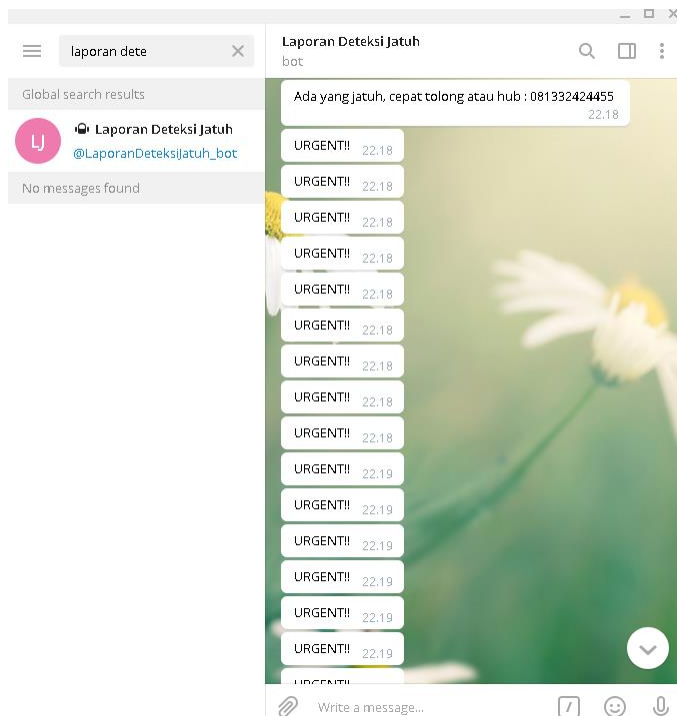 laporan dete
Global search results
LJ
Laporan Deteksi Jatuh
@LaporanDeteksiJatuh_bot
No messages found
Laporan Deteksi Jatuh
bot
Ada yang jatuh, cepat tolong atau hub : 081332424455
22.18
URGENT!! 22.18
URGENT!! 22.18
URGENT!! 22.18
URGENT!! 22.18
URGENT!! 22.18
URGENT!! 22.18
URGENT!! 22.18
URGENT!! 22.18
URGENT!! 22.18
URGENT!! 22.19
URGENT!! 22.19
URGENT!! 22.19
URGENT!! 22.19
URGENT!! 22.19
URGENT!! 22.19
URGENT!!
Write a message...